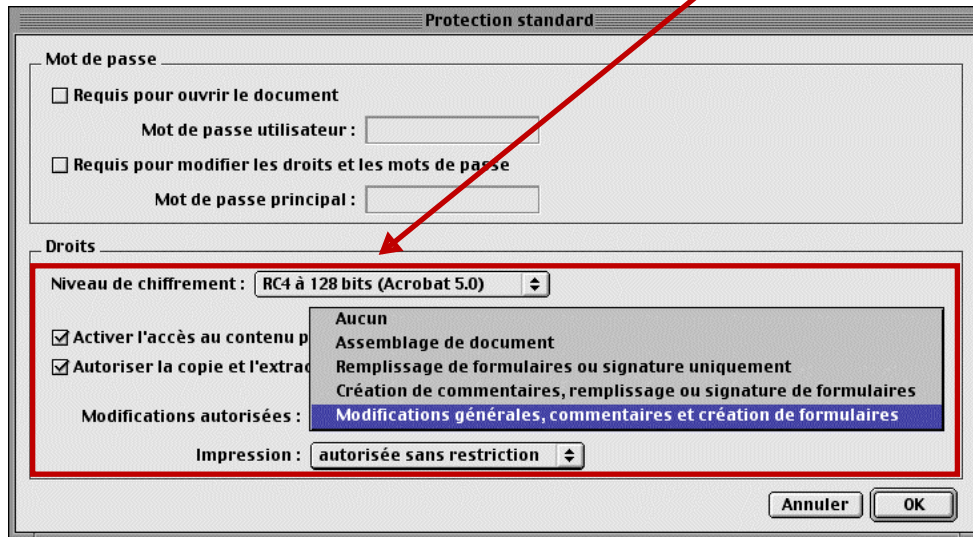 Protection standard
Mot de passe
Requis pour ouvrir le document
Mot de passe utilisateur :
Requis pour modifier les droits et les mots de passe
Mot de passe principal :
Droits
Niveau de chiffrement : RC4 à 128 bits (Acrobat 5.0)
Aucun
Activer l'accès au contenu p
Assemblage de document
Autoriser la copie et l'extrac
Remplissage de formulaires ou signature uniquement
Création de commentaires, remplissage ou signature de formulaires
Modifications autorisées :
Modifications générales, commentaires et création de formulaires
Impression : autorisée sans restriction
Annuler OK